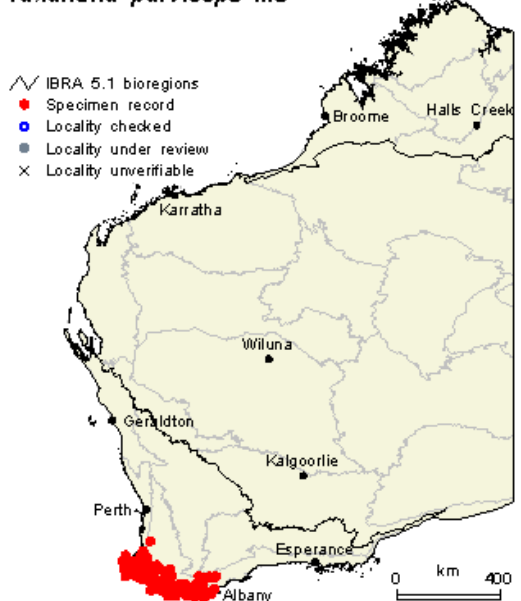 IBRA 5.1 bioregions
Specimen record
Locality checked
Locality under review
Locality unverifiable
Broome
Halls Creek
Karratha
Wiluna
Geraldton
Kalgoorlie
Perth
Esperance
Albany
0 km 400